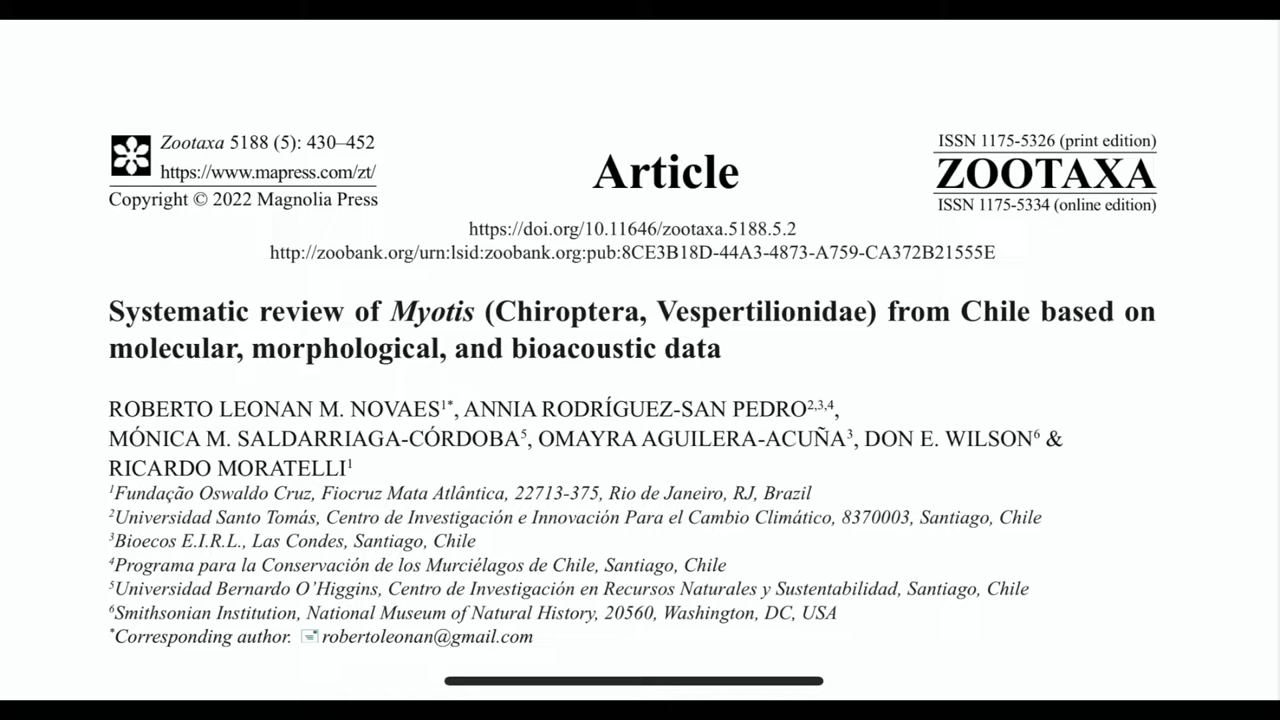 Zootaxa 5188 (5): 430–452
https://www.mapress.com/zt/
Copyright © 2022 Magnolia Press
Article
ISSN 1175-5326 (print edition)
ZOOTAXA
ISSN 1175-5334 (online edition)
https://doi.org/10.11646/zootaxa.5188.5.2
http://zoobank.org/urn:lsid:zoobank.org:pub:8CE3B18D-44A3-4873-A759-CA372B21555E
Systematic review of Myotis (Chiroptera, Vespertilionidae) from Chile based on
molecular, morphological, and bioacoustic data
ROBERTO LEONAN M. NOVAES¹*, ANNIA RODRÍGUEZ-SAN PEDRO²,³,⁴,
MÓNICA M. SALDARRIAGA-CÓRDOBA⁵, OMAYRA AGUILERA-ACUÑA³, DON E. WILSON⁶ &
RICARDO MORATELLI¹
¹Fundação Oswaldo Cruz, Fiocruz Mata Atlântica, 22713-375, Rio de Janeiro, RJ, Brazil
²Universidad Santo Tomás, Centro de Investigación e Innovación Para el Cambio Climático, 8370003, Santiago, Chile
³Bioecos E.I.R.L., Las Condes, Santiago, Chile
⁴Programa para la Conservación de los Murciélagos de Chile, Santiago, Chile
⁵Universidad Bernardo O’Higgins, Centro de Investigación en Recursos Naturales y Sustentabilidad, Santiago, Chile
⁶Smithsonian Institution, National Museum of Natural History, 20560, Washington, DC, USA
*Corresponding author. robertoleonan@gmail.com